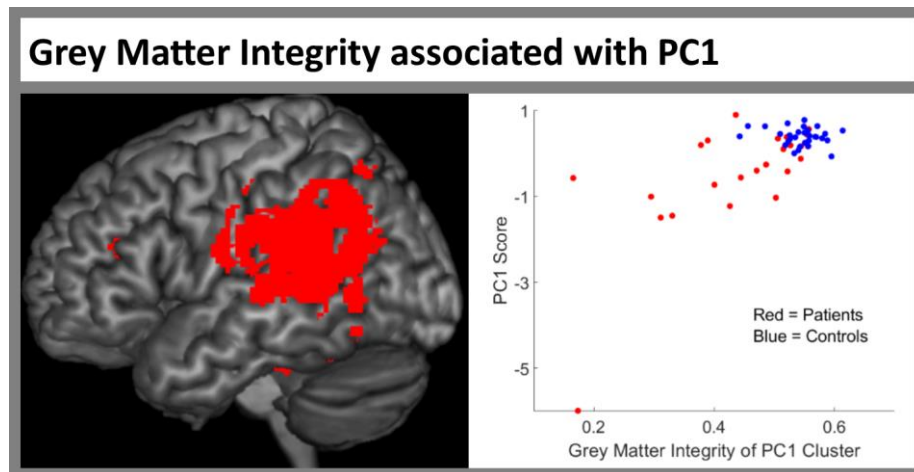 Grey Matter Integrity associated with PC1
1
-1
-3
-5
PC1 Score
Red = Patients
Blue = Controls
0.2
0.4
0.6
Grey Matter Integrity of PC1 Cluster